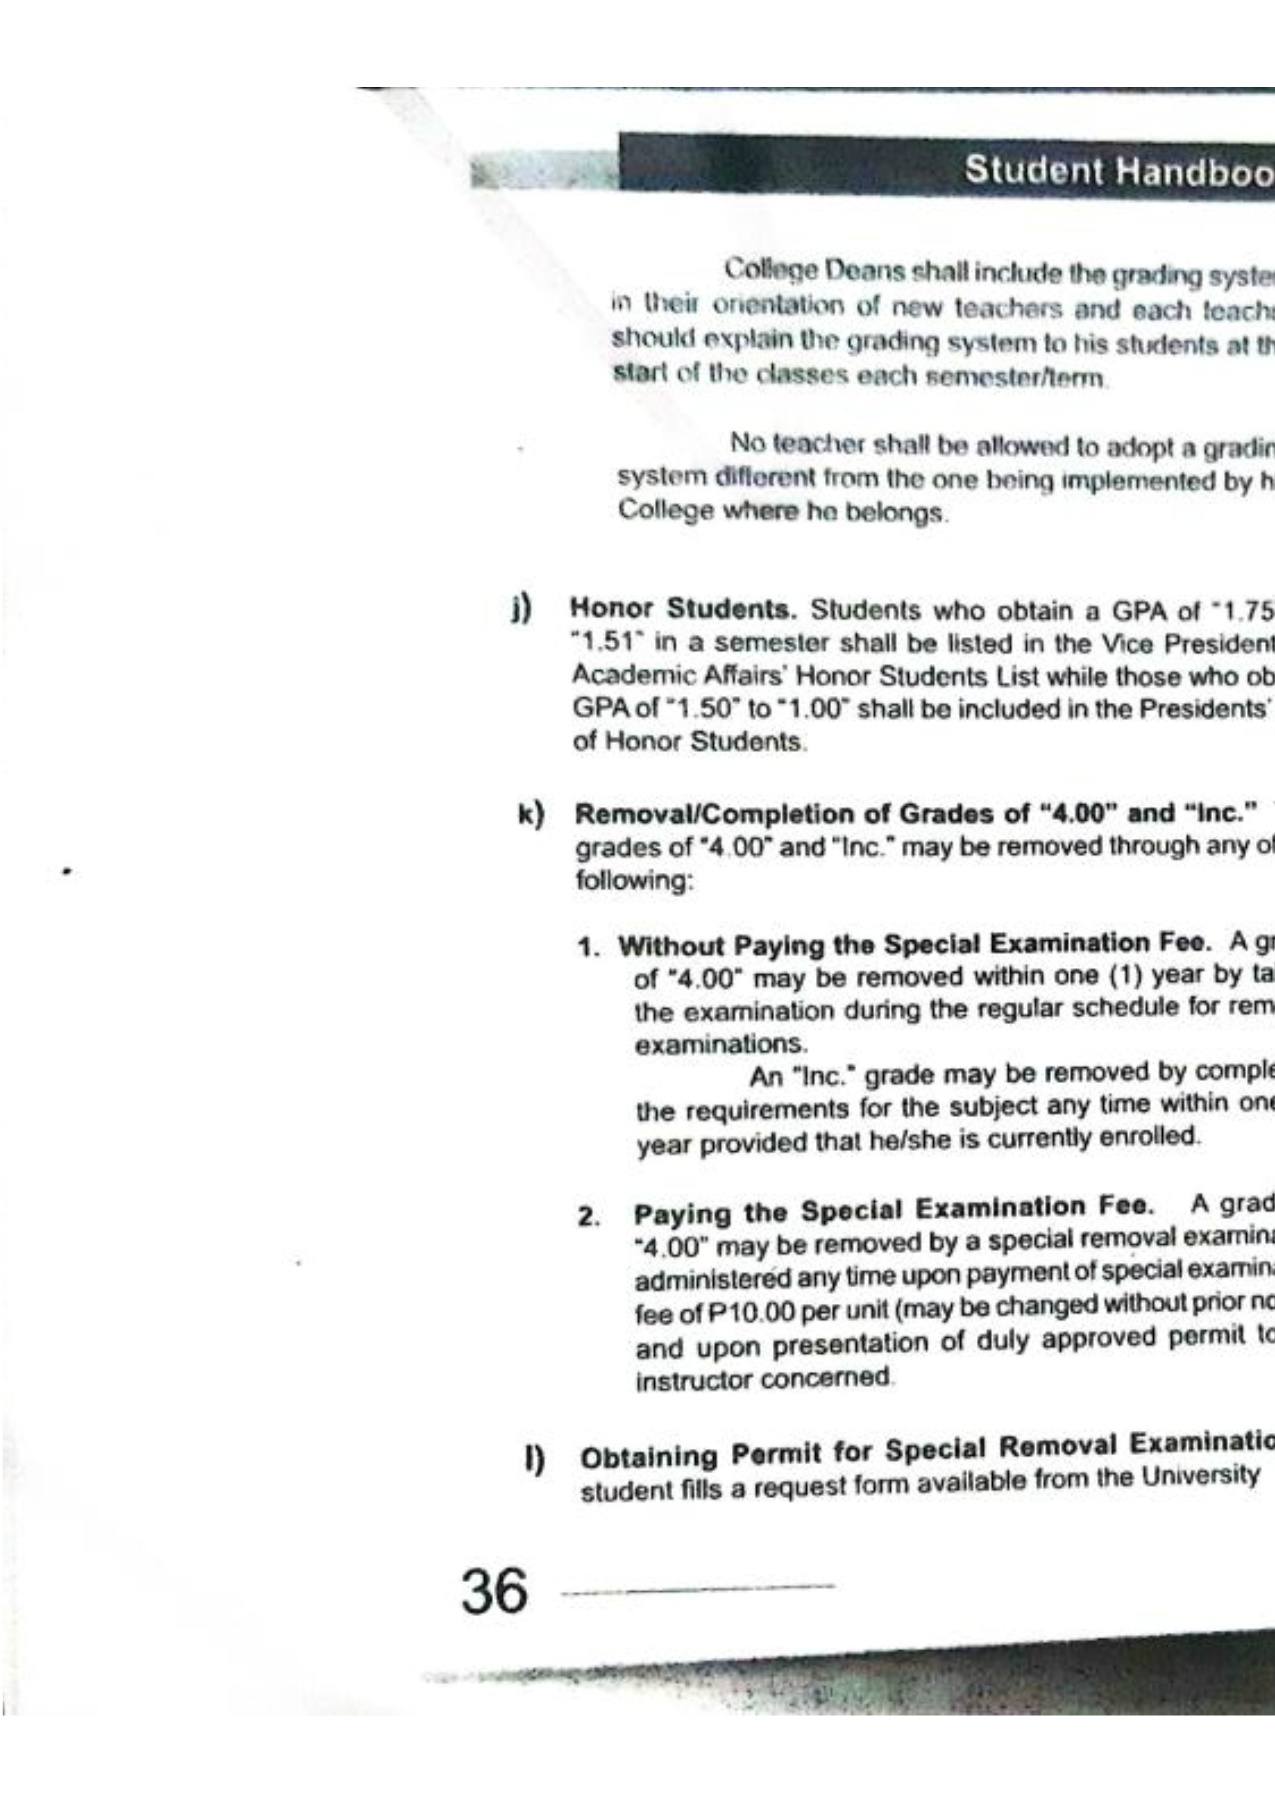 Student Handboo
College Deans shall include the grading syste
in their orientation of new teachers and each teach
should explain the grading system to his students at th
start of the classes each semester/term.
No teacher shall be allowed to adopt a gradin
system different from the one being implemented by h
College where he belongs.
j) Honor Students. Students who obtain a GPA of "1.75
"1.51" in a semester shall be listed in the Vice President
Academic Affairs' Honor Students List while those who ob
GPA of "1.50" to "1.00" shall be included in the Presidents'
of Honor Students.
k) Removal/Completion of Grades of "4.00" and "Inc."
grades of "4.00" and "Inc." may be removed through any of
following:
1. Without Paying the Special Examination Fee. A gr
of "4.00" may be removed within one (1) year by ta
the examination during the regular schedule for rem
examinations.
An "Inc." grade may be removed by comple
the requirements for the subject any time within one
year provided that he/she is currently enrolled.
2. Paying the Special Examination Fee. A grad
"4.00" may be removed by a special removal examina
administered any time upon payment of special examina
fee of P10.00 per unit (may be changed without prior no
and upon presentation of duly approved permit to
instructor concerned.
l) Obtaining Permit for Special Removal Examinatio
student fills a request form available from the University
36